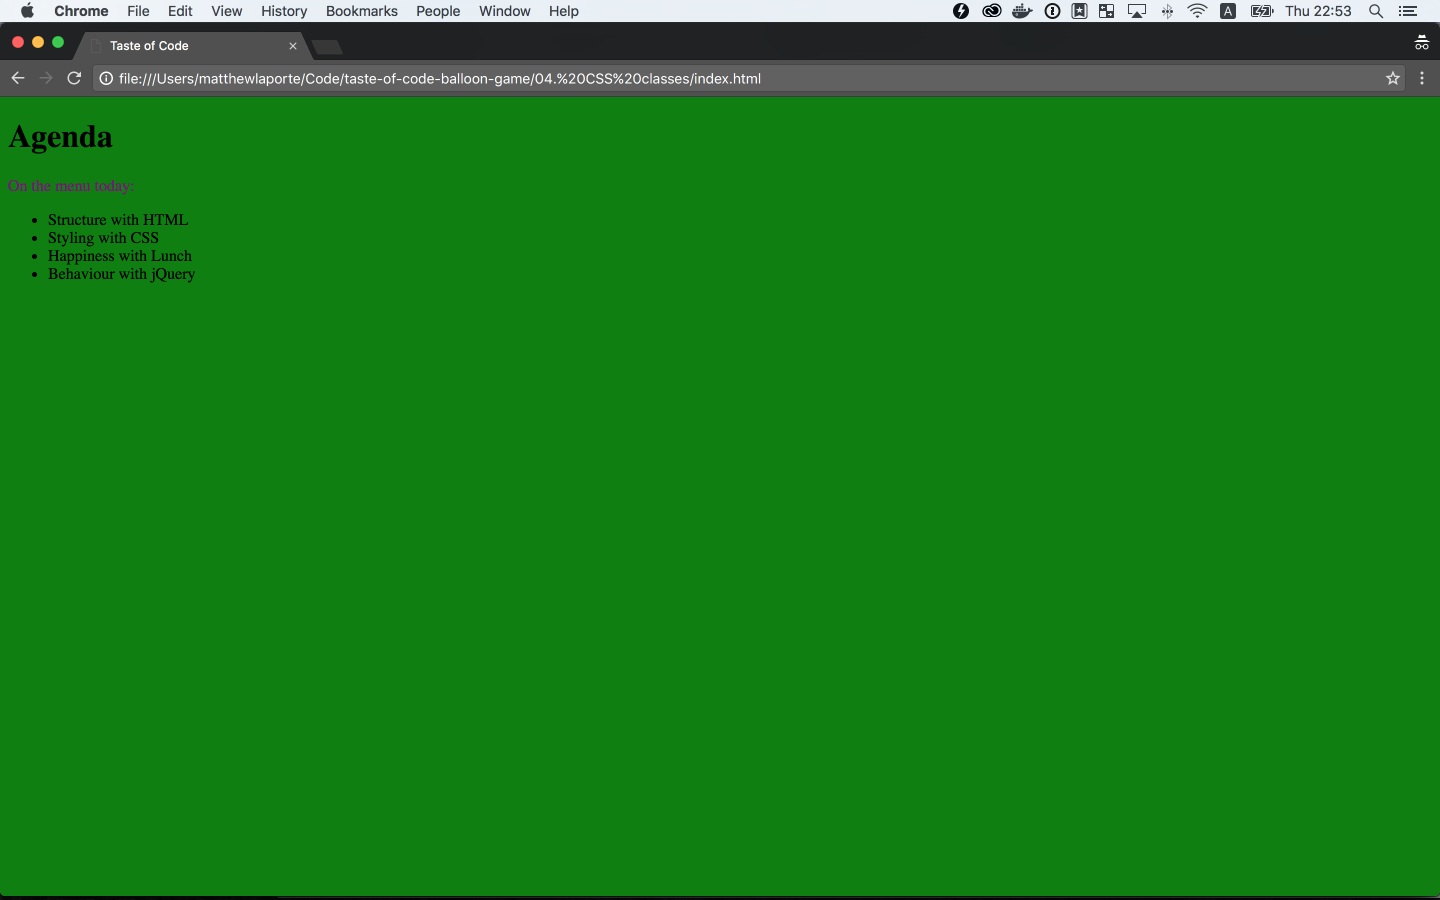 Chrome File Edit View History Bookmarks People Window Help A Thu 22:53
Taste of Code
file:///Users/matthewlaporte/Code/taste-of-code-balloon-game/04.%20CSS%20classes/index.html
Agenda
On the menu today:
• Structure with HTML
• Styling with CSS
• Happiness with Lunch
• Behaviour with jQuery